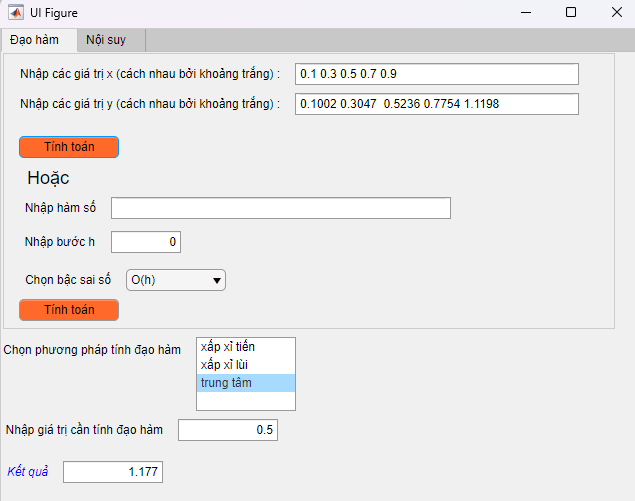 UI Figure
Đạo hàm Nội suy
Nhập các giá trị x (cách nhau bởi khoảng trắng) : 0.1 0.3 0.5 0.7 0.9
Nhập các giá trị y (cách nhau bởi khoảng trắng) : 0.1002 0.3047  0.5236 0.7754 1.1198
Tính toán
Hoặc
Nhập hàm số
Nhập bước h 0
Chọn bậc sai số O(h)
Tính toán
Chọn phương pháp tính đạo hàm
xấp xỉ tiến
xấp xỉ lùi
trung tâm
Nhập giá trị cần tính đạo hàm 0.5
Kết quả 1.177